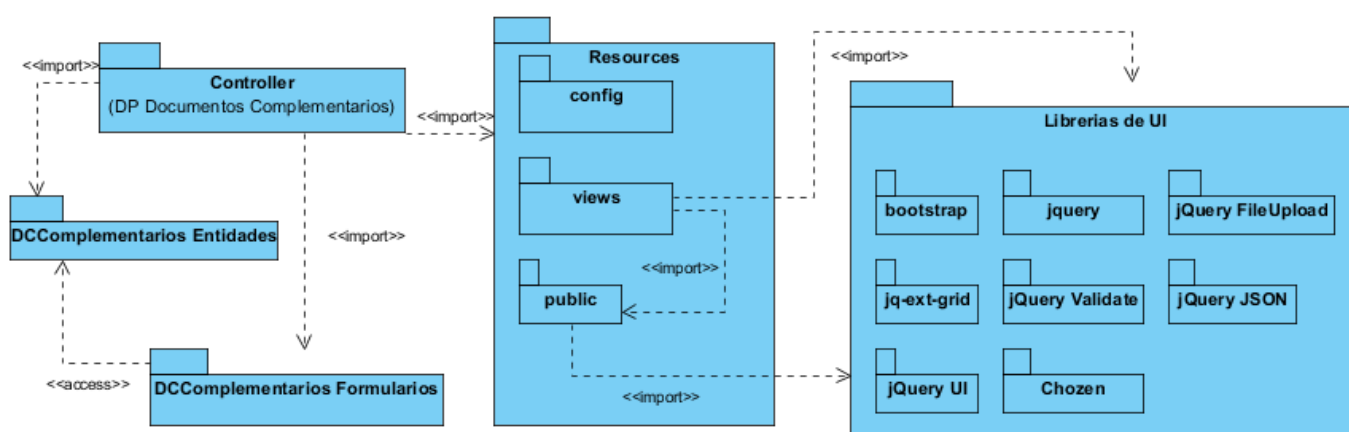 <<import>>
Controller
(DP Documentos Complementarios)
<<import>>
DCComplementarios Entidades
<<import>>
<<access>>
DCComplementarios Formularios
Resources
config
views
<<import>>
public
<<import>>
<<import>>
Librerias de UI
bootstrap
jquery
jQuery FileUpload
jq-ext-grid
jQuery Validate
jQuery JSON
jQuery UI
Chozen